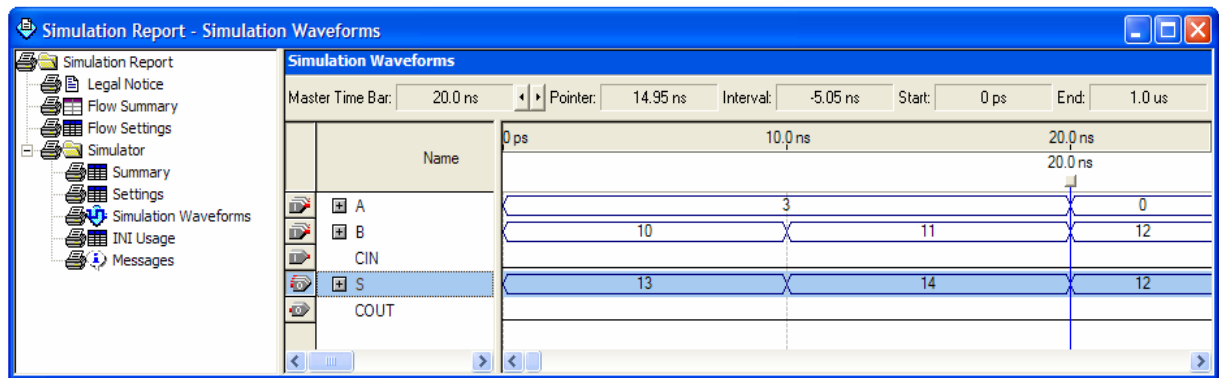 Simulation Report - Simulation Waveforms
Simulation Report
Legal Notice
Flow Summary
Flow Settings
Simulator
Summary
Settings
Simulation Waveforms
INI Usage
Messages
Simulation Waveforms
Master Time Bar: 20.0 ns Pointer: 14.95 ns Interval: -5.05 ns Start: 0 ps End: 1.0 us
Name
0 ps 10.0 ns 20.0 ns
20.0 ns
A 3 0
B 10 11 12
CIN
S 13 14 12
COUT